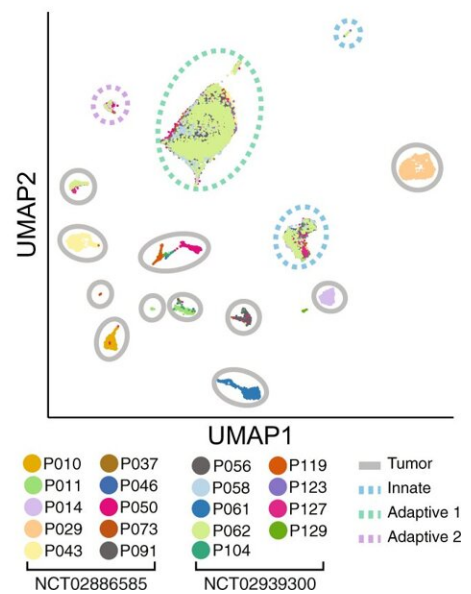 UMAP2
UMAP1
P010 P037 P056 P119 Tumor
P011 P046 P058 P123 Innate
P014 P050 P061 P127 Adaptive 1
P029 P073 P062 P129 Adaptive 2
P043 P091 P104
NCT02886585 NCT02939300